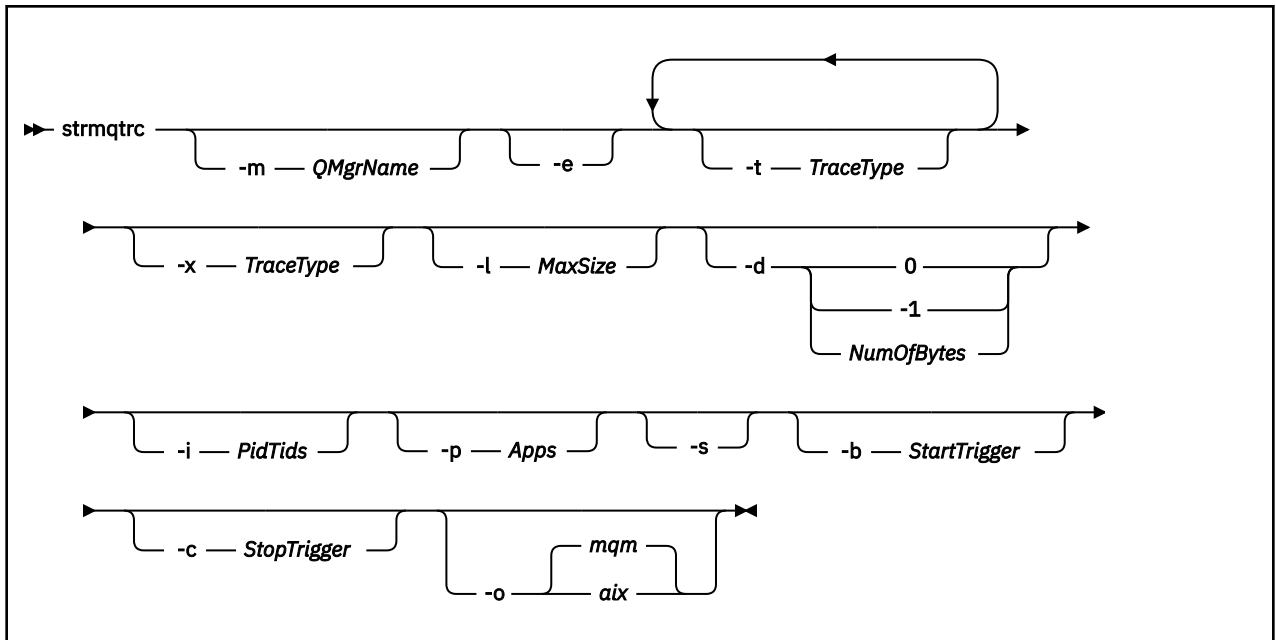 strmqtrc
-m QMgrName -e -t TraceType
-x TraceType -l MaxSize -d 0
-1
NumOfBytes
-i PidTids -p Apps -s -b StartTrigger
-c StopTrigger mqm
-o aix